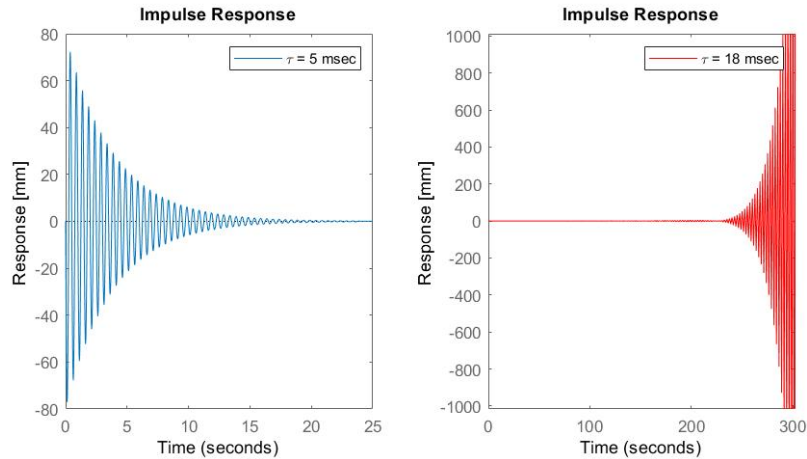 Impulse Response
τ = 5 msec
Response [mm]
80
60
40
20
0
-20
-40
-60
-80
0 5 10 15 20 25
Time (seconds)
Impulse Response
τ = 18 msec
Response [mm]
1000
800
600
400
200
0
-200
-400
-600
-800
-1000
0 100 200 300
Time (seconds)